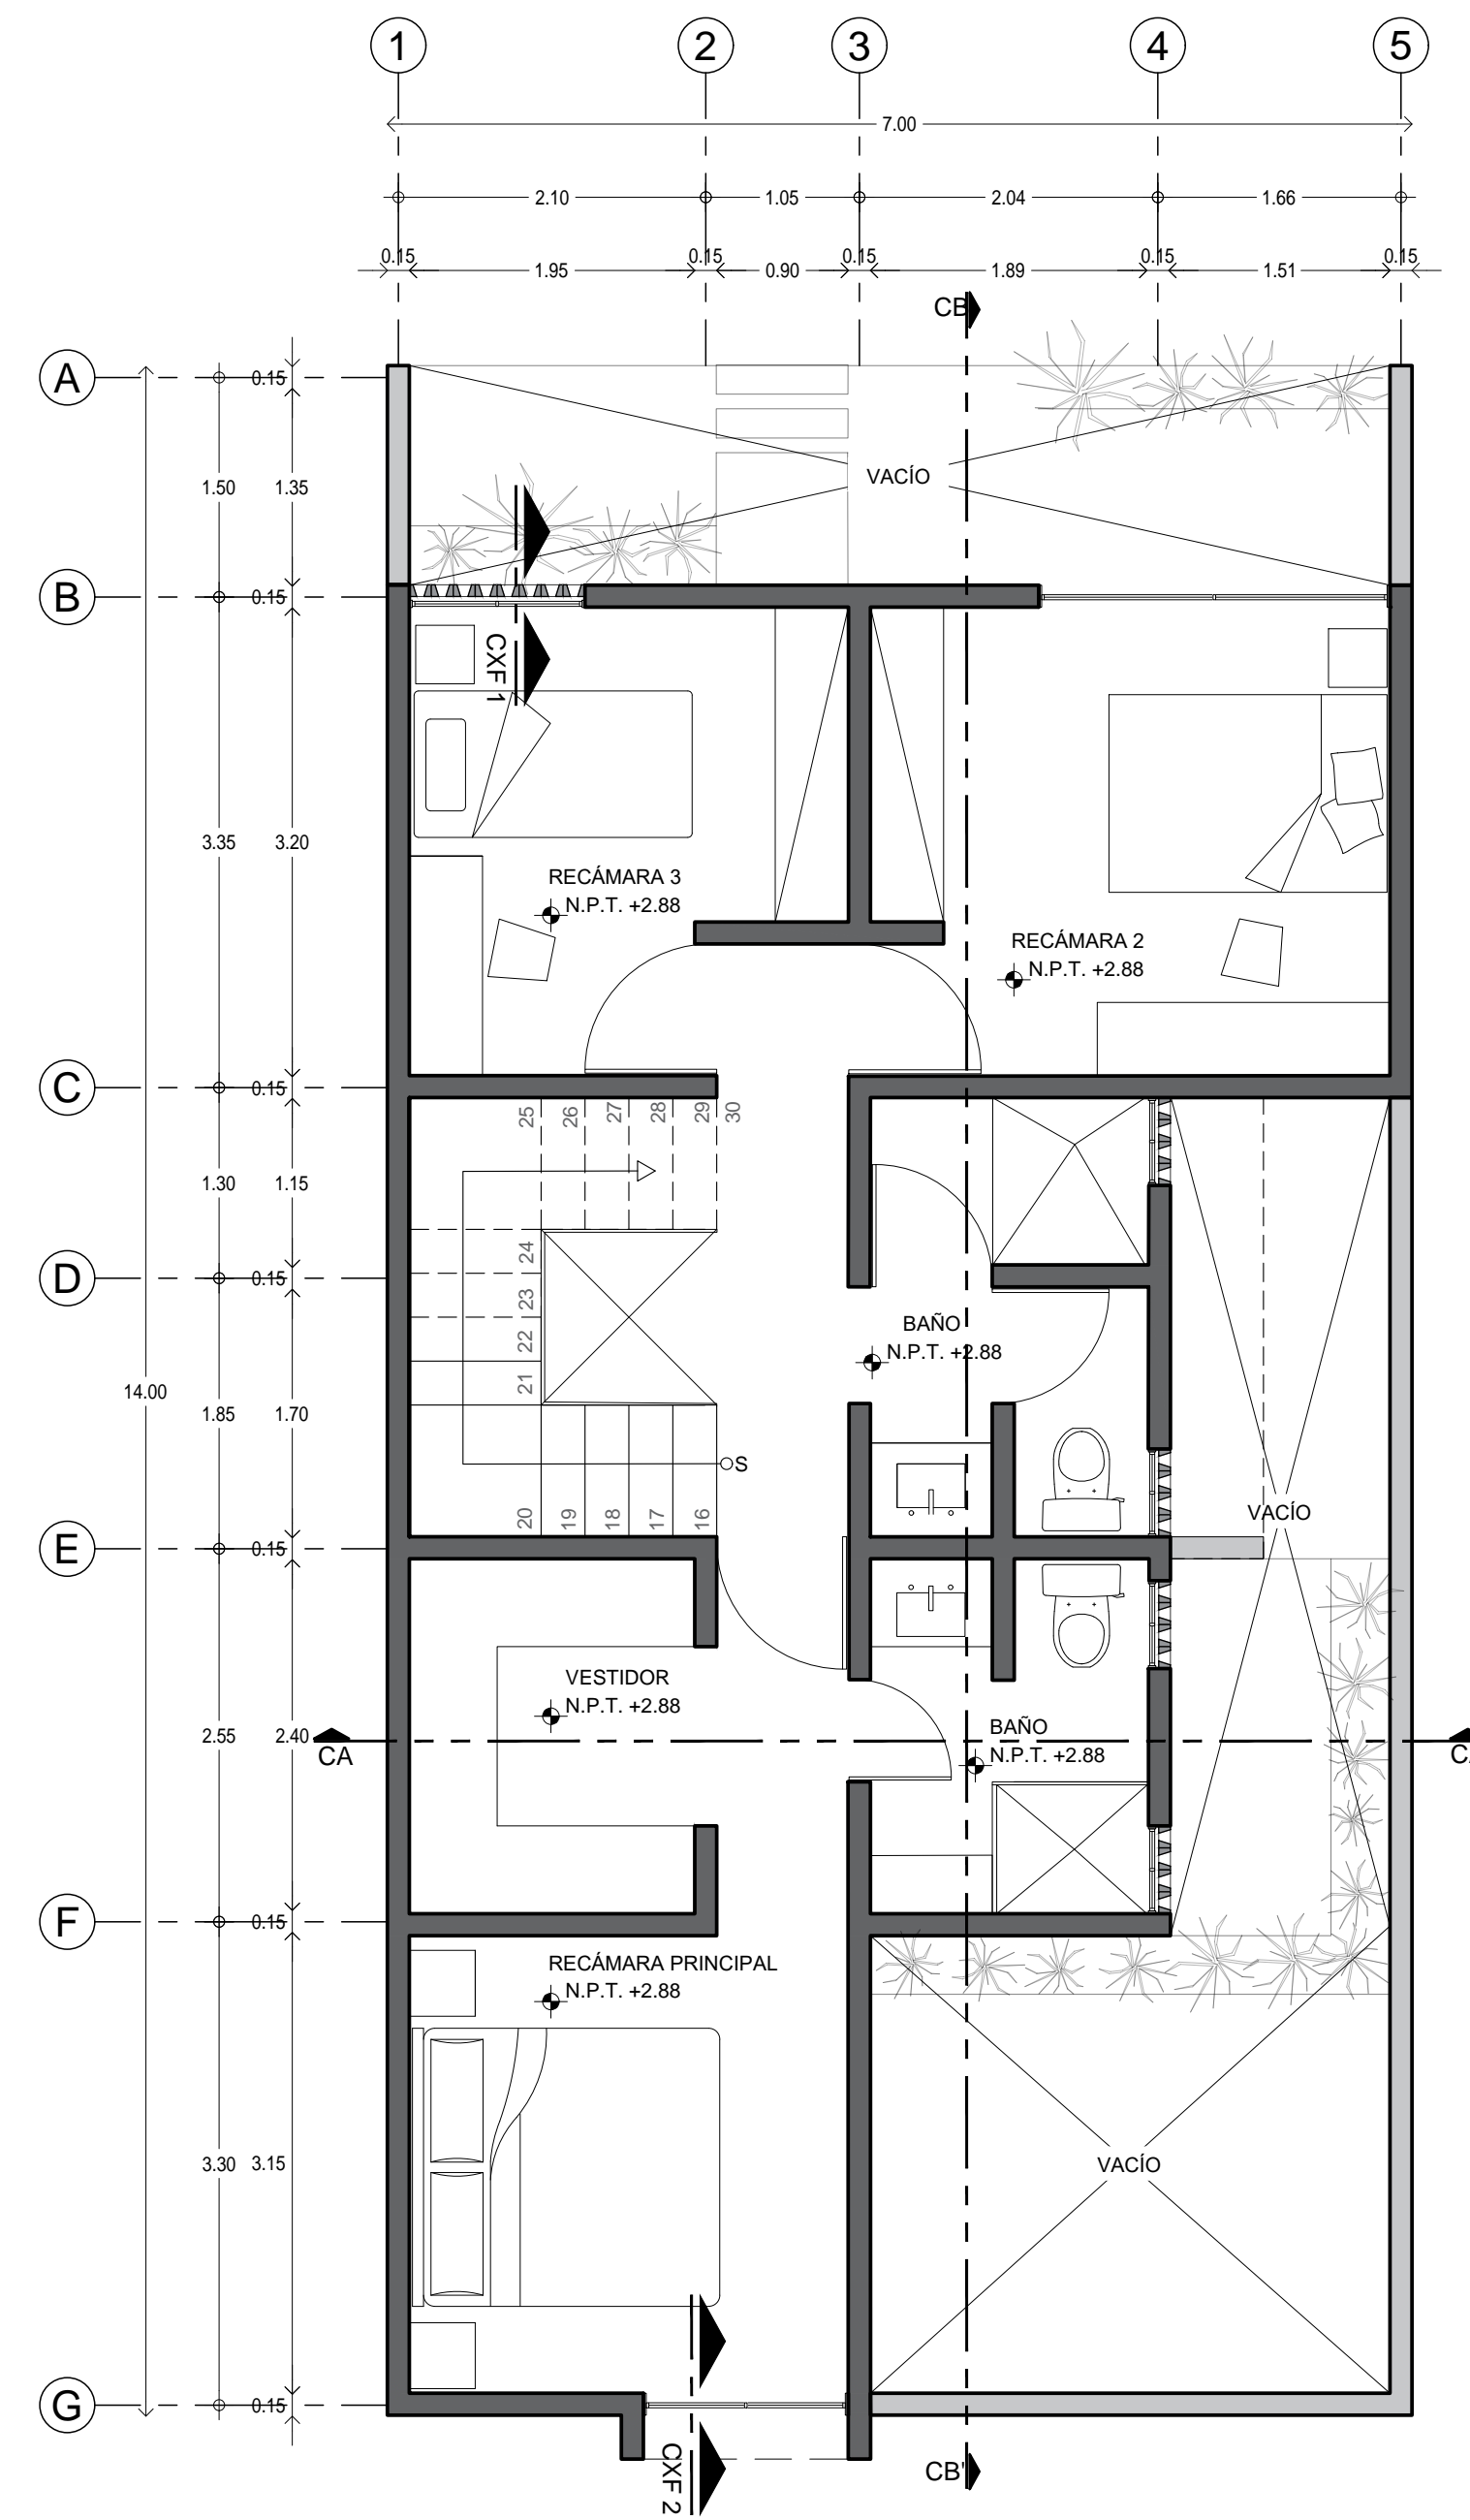 1 2 3 4 5
7.00
2.10 1.05 2.04 1.66
0.15 0.15 0.15 0.15 0.15
1.95 0.90 1.89 1.51
CB
A
0.15
VACÍO
1.50 1.35
B
0.15
CXF 1
3.35 3.20
RECÁMARA 3
N.P.T. +2.88
RECÁMARA 2
N.P.T. +2.88
C
0.15
25 26 27 28 29 30
1.30 1.15
24
D
0.15
23
22
21
BAÑO
N.P.T. +2.88
14.00
1.85 1.70
S
20 19 18 17 16
VACÍO
E
0.15
VESTIDOR
N.P.T. +2.88
2.55 2.40
BAÑO
N.P.T. +2.88
CA
F
0.15
RECÁMARA PRINCIPAL
N.P.T. +2.88
3.30 3.15
VACÍO
G
0.15
CXF 2
CB'